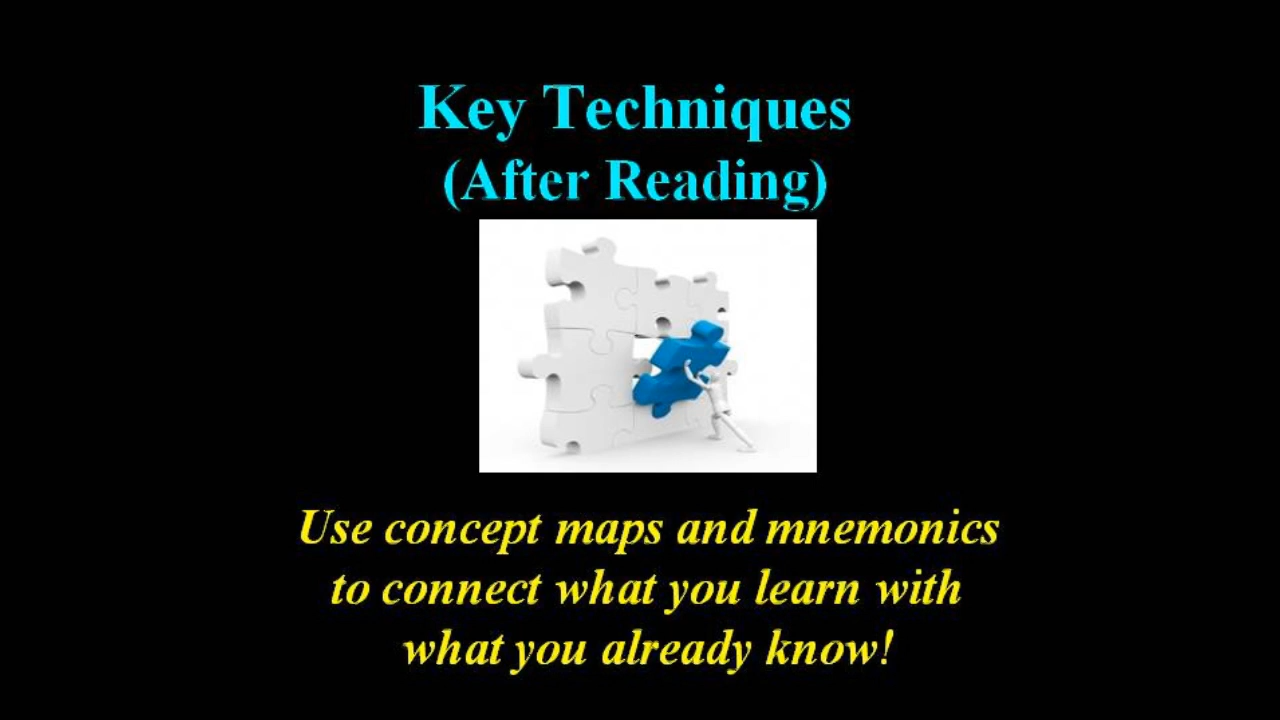 Key Techniques
(After Reading)
Use concept maps and mnemonics
to connect what you learn with
what you already know!